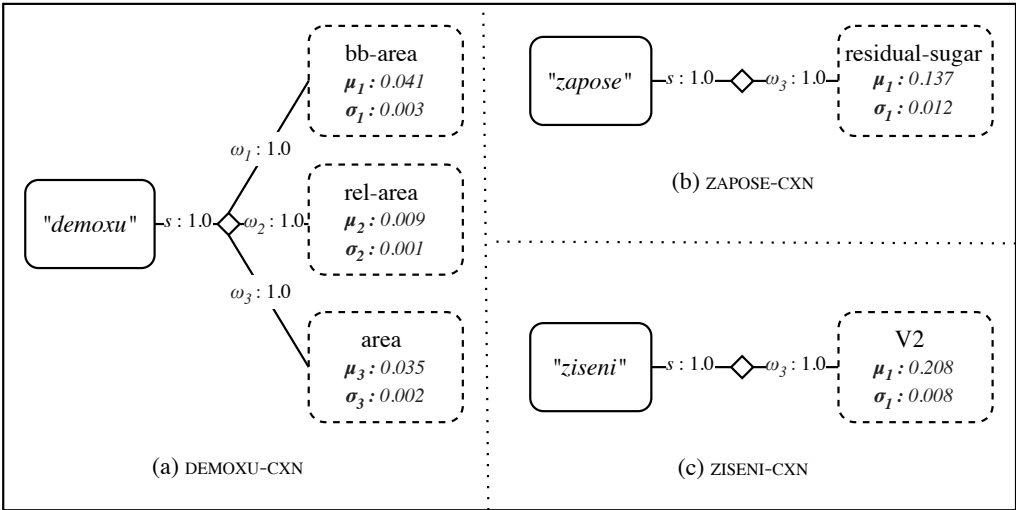 bb-area
μ1 : 0.041
σ1 : 0.003
ω1 : 1.0
"demoxu"
s : 1.0
ω2 : 1.0
rel-area
μ2 : 0.009
σ2 : 0.001
ω3 : 1.0
area
μ3 : 0.035
σ3 : 0.002
(a) DEMOXU-CXN
"zapose"
s : 1.0
ω3 : 1.0
residual-sugar
μ1 : 0.137
σ1 : 0.012
(b) ZAPOSE-CXN
"ziseni"
s : 1.0
ω3 : 1.0
V2
μ1 : 0.208
σ1 : 0.008
(c) ZISENI-CXN